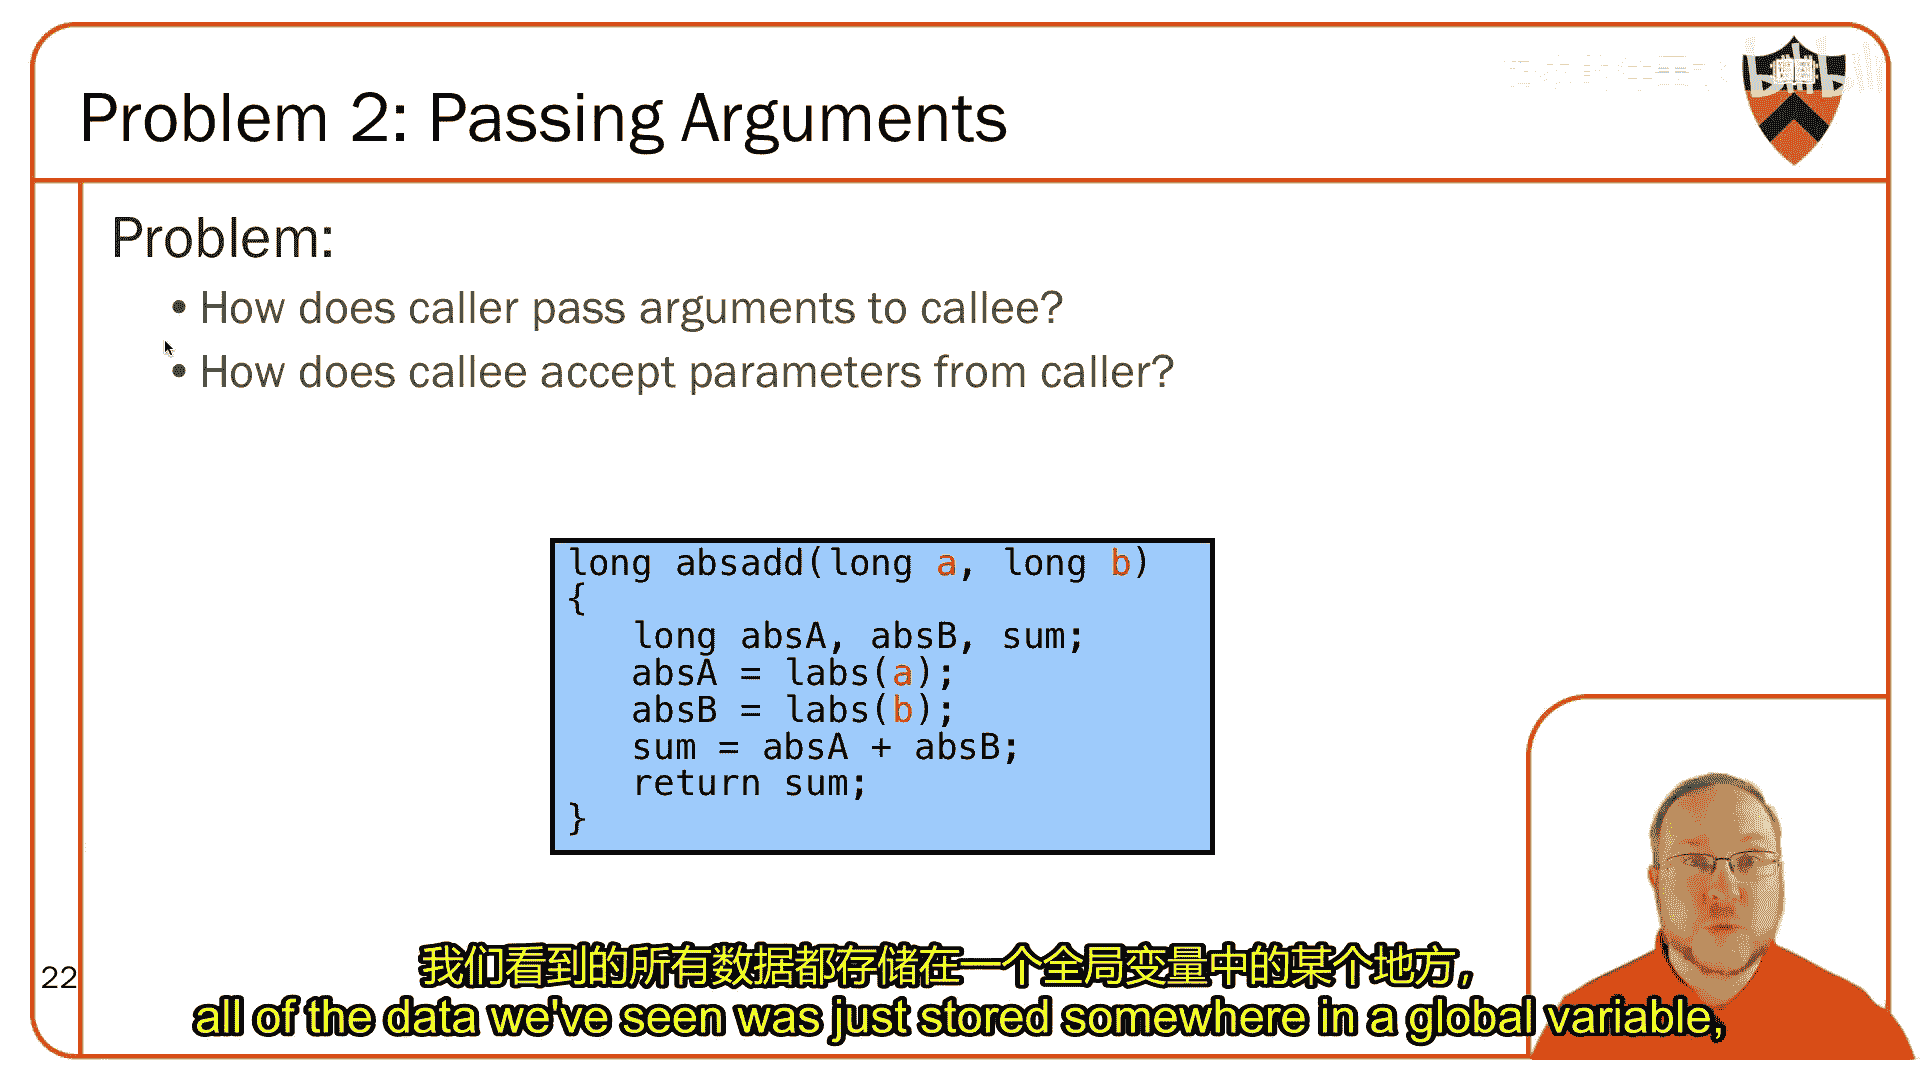 Problem 2: Passing Arguments
Problem:
• How does caller pass arguments to callee?
• How does callee accept parameters from caller?
long absadd(long a, long b)
{
   long absA, absB, sum;
   absA = labs(a);
   absB = labs(b);
   sum = absA + absB;
   return sum;
}
22
我们看到的所有数据都存储在一个全局变量中的某个地方，
all of the data we've seen was just stored somewhere in a global variable,